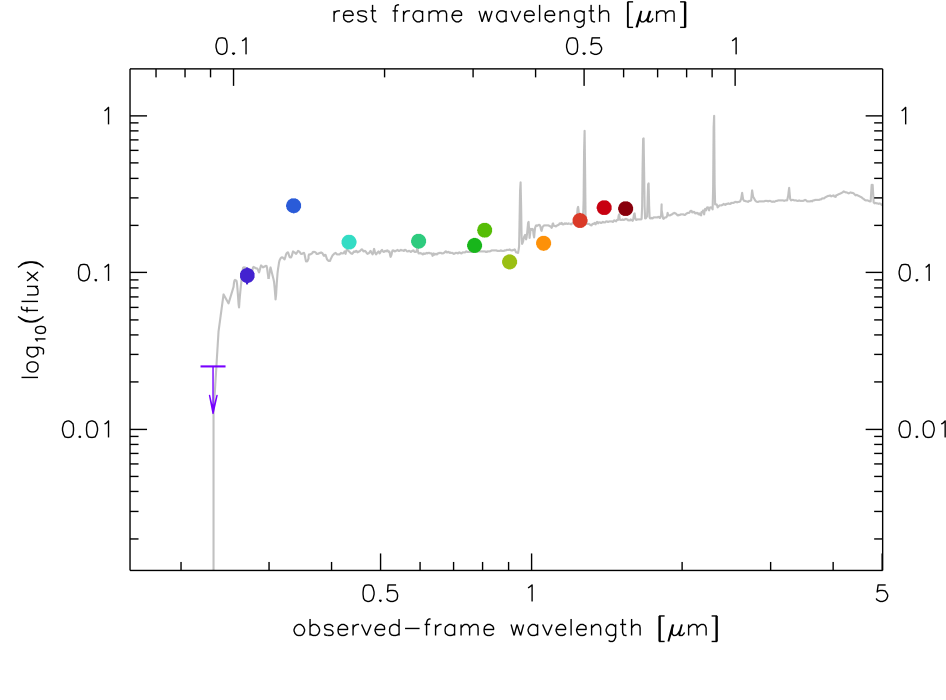 rest frame wavelength [μm]
0.1 0.5 1
1 1
0.1 0.1
log10(flux)
0.01 0.01
0.5 1 5
observed-frame wavelength [μm]